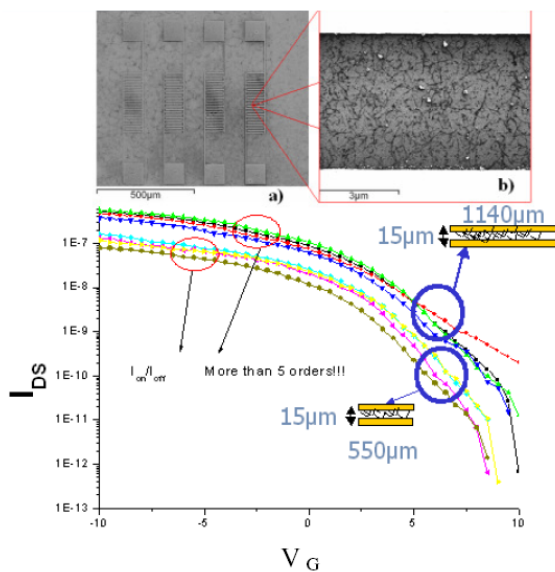 500µm
a)
3µm
b)
1140µm
15µm
1E-7
1E-8
1E-9
1E-10
1E-11
1E-12
1E-13
I_DS
I_on/I_off
More than 5 orders!!!
15µm
550µm
-10
-5
0
5
10
V_G